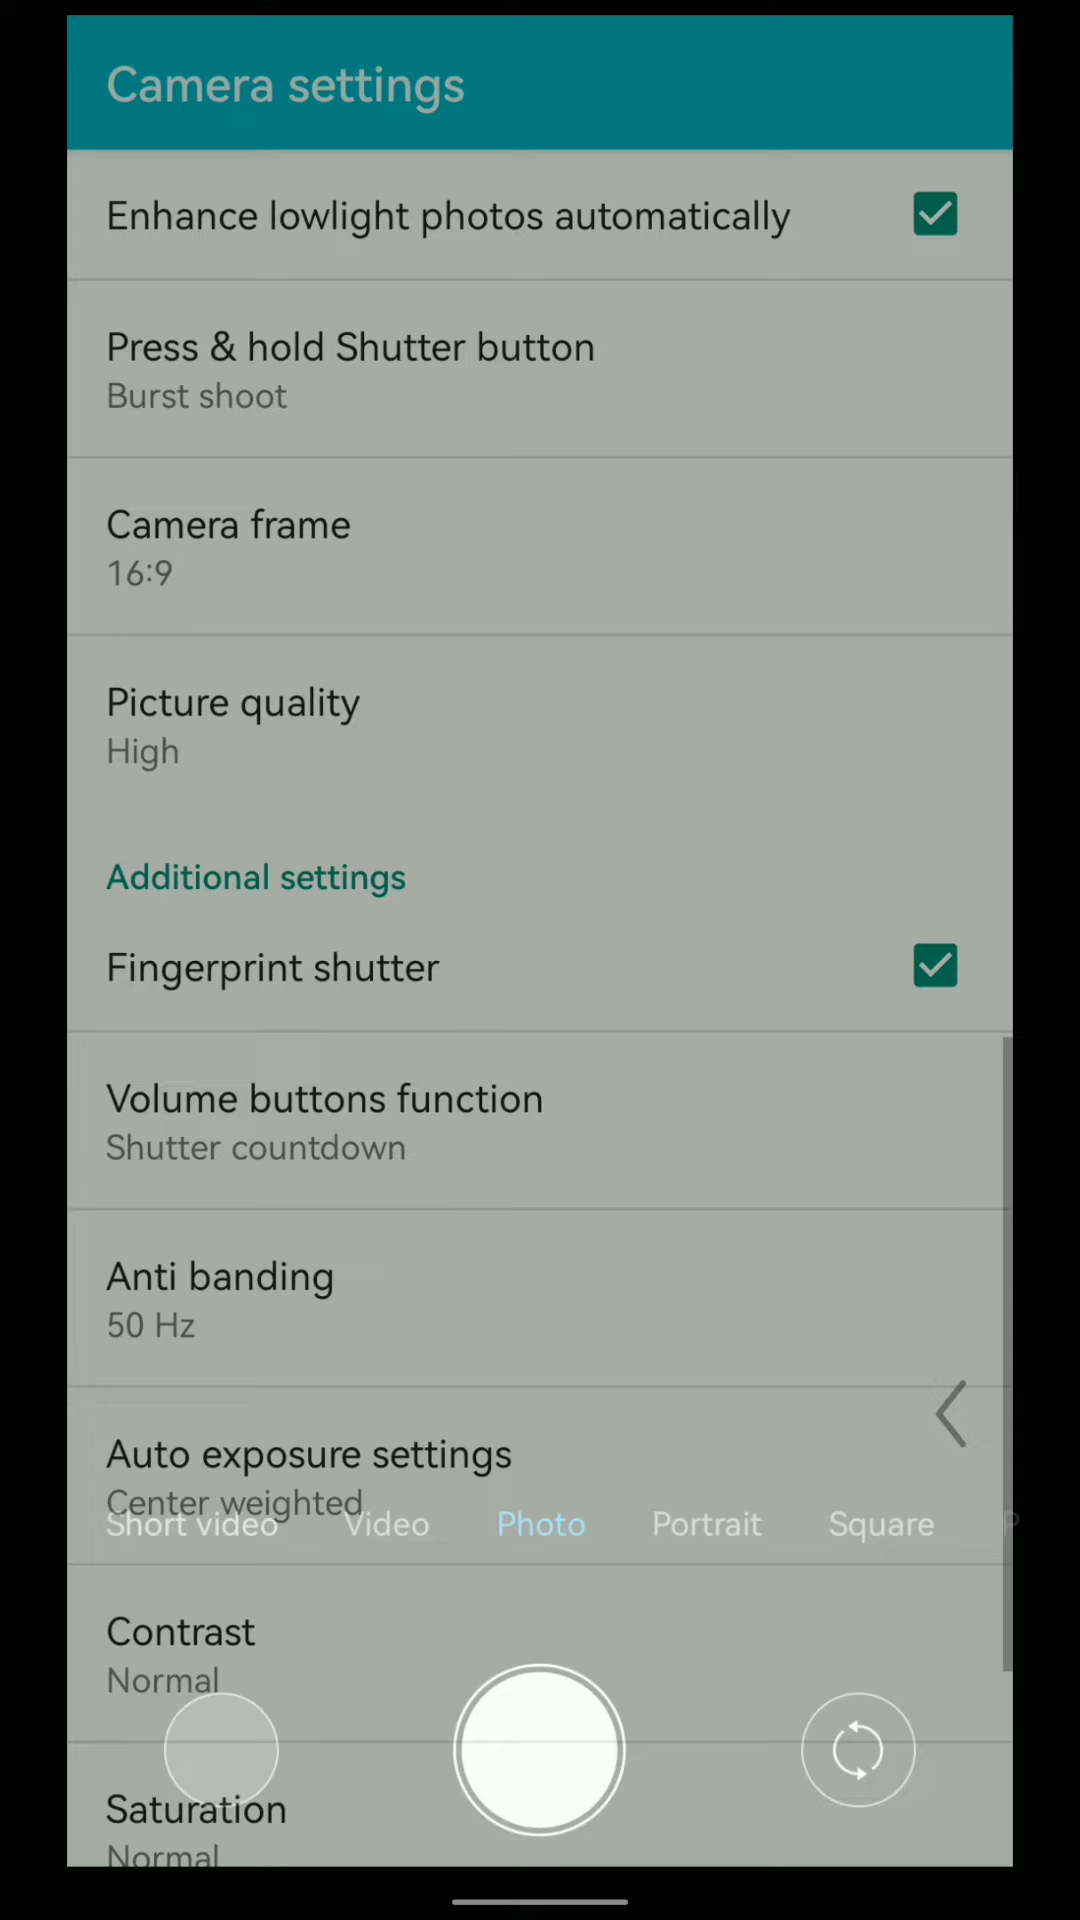 Camera settings
Enhance lowlight photos automatically
Press & hold Shutter button
Burst shoot
Camera frame
16:9
Picture quality
High
Additional settings
Fingerprint shutter
Volume buttons function
Shutter countdown
Anti banding
50 Hz
Auto exposure settings
Center weighted
Short video Video Photo Portrait Square P
Contrast
Normal
Saturation
Normal